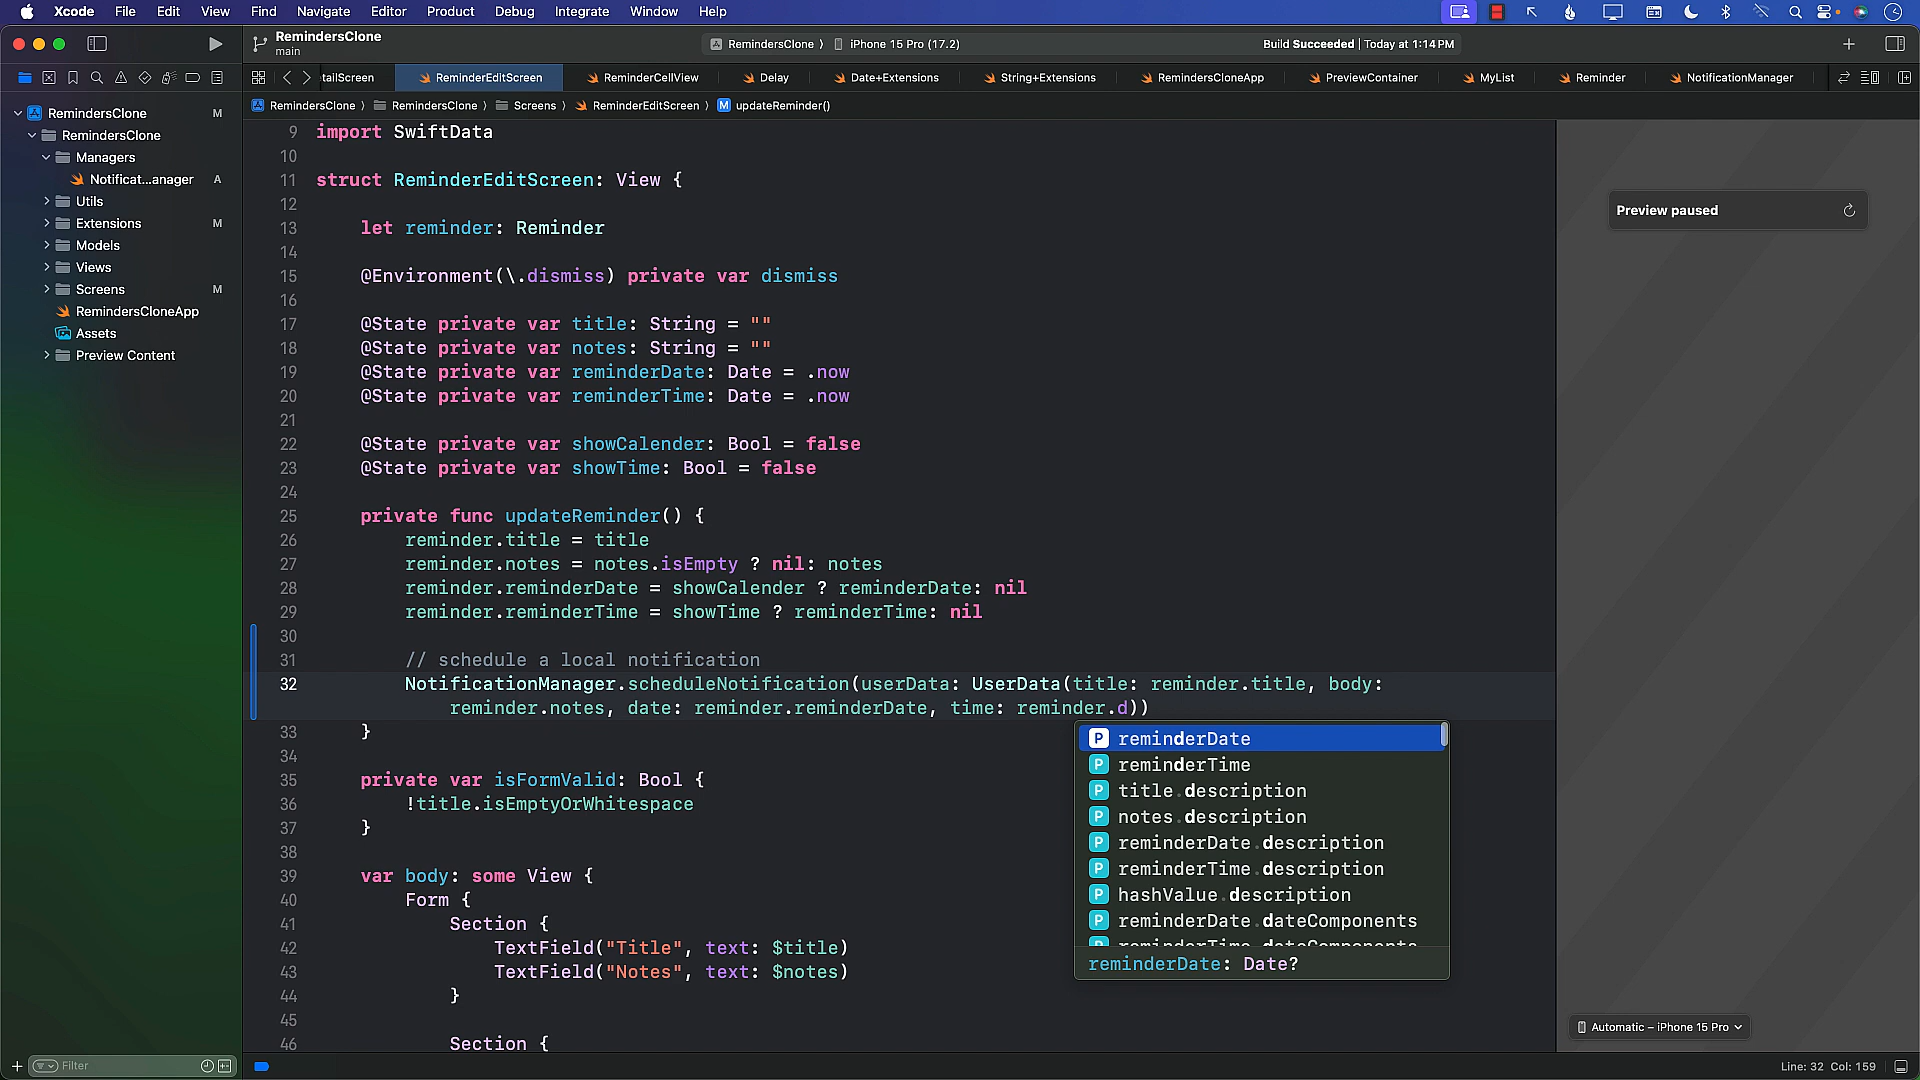 Xcode File Edit View Find Navigate Editor Product Debug Integrate Window Help
RemindersClone
main
RemindersClone ⟩ iPhone 15 Pro (17.2)
Build Succeeded | Today at 1:14 PM
tailScreen ReminderEditScreen ReminderCellView Delay Date+Extensions String+Extensions RemindersCloneApp PreviewContainer MyList Reminder NotificationManager
RemindersClone ⟩ RemindersClone ⟩ Screens ⟩ ReminderEditScreen ⟩ M updateReminder()
RemindersClone M
RemindersClone
Managers
Notificat...anager A
Utils
Extensions M
Models
Views
Screens M
RemindersCloneApp
Assets
Preview Content
Filter
9 import SwiftData
10
11 struct ReminderEditScreen: View {
12
13 let reminder: Reminder
14
15 @Environment(\.dismiss) private var dismiss
16
17 @State private var title: String = ""
18 @State private var notes: String = ""
19 @State private var reminderDate: Date = .now
20 @State private var reminderTime: Date = .now
21
22 @State private var showCalender: Bool = false
23 @State private var showTime: Bool = false
24
25 private func updateReminder() {
26 reminder.title = title
27 reminder.notes = notes.isEmpty ? nil: notes
28 reminder.reminderDate = showCalender ? reminderDate: nil
29 reminder.reminderTime = showTime ? reminderTime: nil
30
31 // schedule a local notification
32 NotificationManager.scheduleNotification(userData: UserData(title: reminder.title, body:
reminder.notes, date: reminder.reminderDate, time: reminder.d))
33 }
34
35 private var isFormValid: Bool {
36 !title.isEmptyOrWhitespace
37 }
38
39 var body: some View {
40 Form {
41 Section {
42 TextField("Title", text: $title)
43 TextField("Notes", text: $notes)
44 }
45
46 Section {
P reminderDate
P reminderTime
P title.description
P notes.description
P reminderDate.description
P reminderTime.description
P hashValue.description
P reminderDate.dateComponents
P reminderTime.dateComponents
reminderDate: Date?
Preview paused
Automatic – iPhone 15 Pro
Line: 32 Col: 159